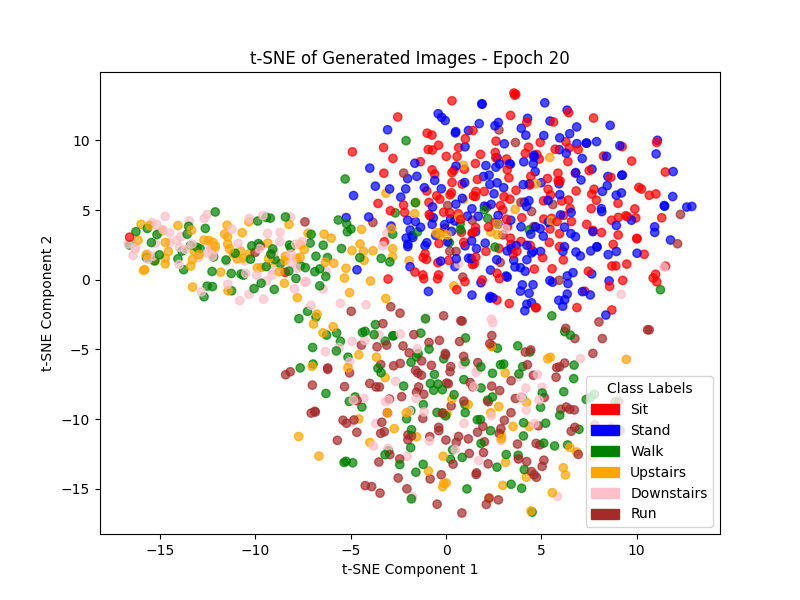 t-SNE of Generated Images - Epoch 20
t-SNE Component 2
10
5
0
−5
−10
−15
Class Labels
Sit
Stand
Walk
Upstairs
Downstairs
Run
−15
−10
−5
0
5
10
t-SNE Component 1